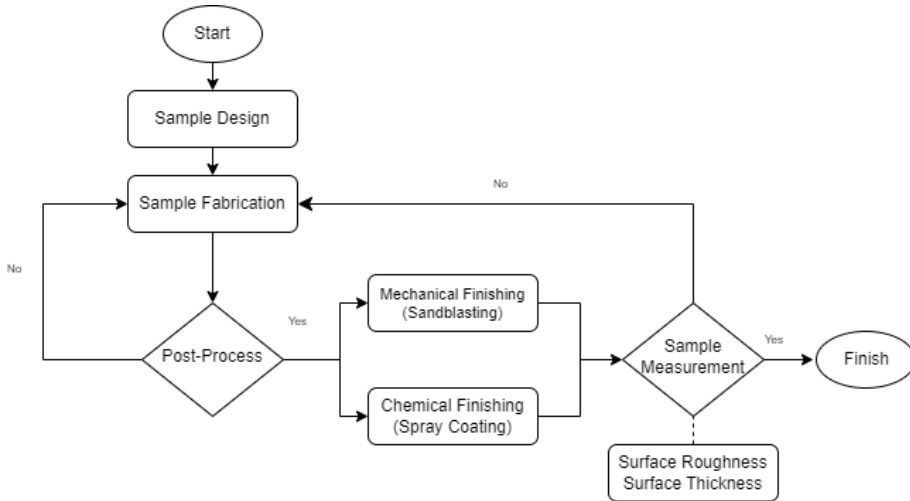 Start
Sample Design
Sample Fabrication
No
No
Post-Process
Yes
Mechanical Finishing
(Sandblasting)
Chemical Finishing
(Spray Coating)
Sample
Measurement
Yes
Finish
Surface Roughness
Surface Thickness